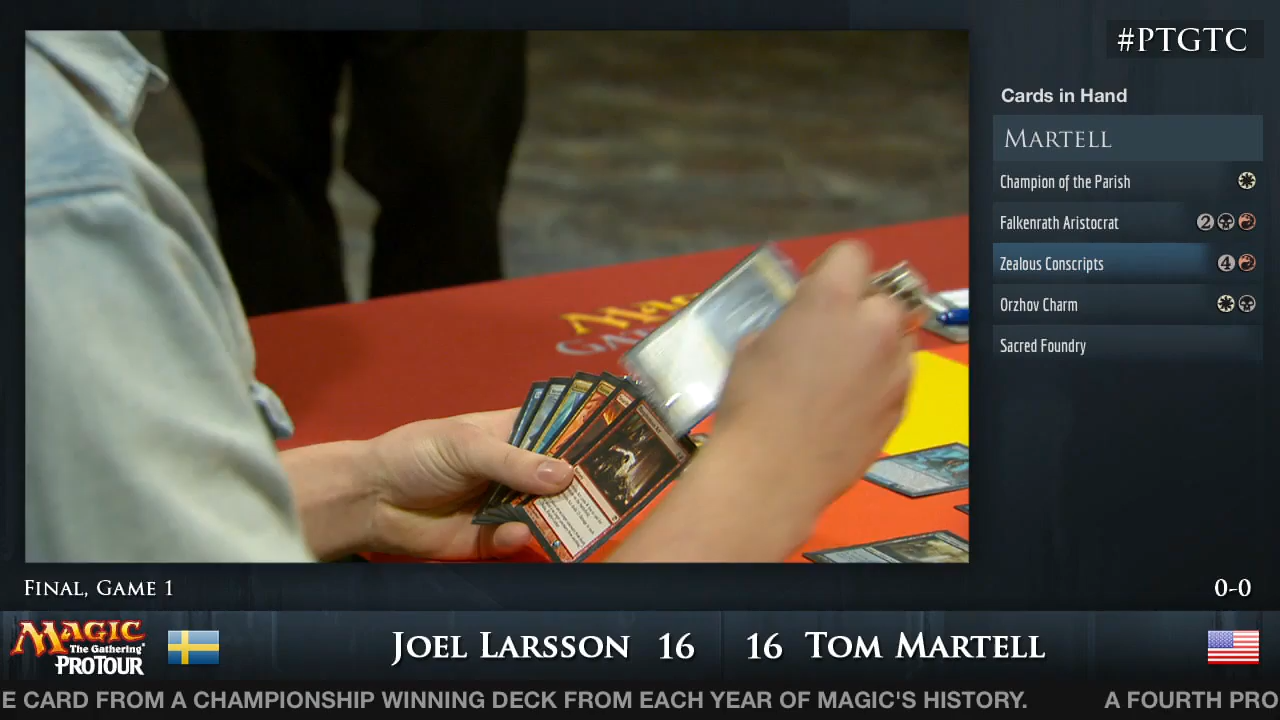 #PTGTC
Cards in Hand
MARTELL
Champion of the Parish
Falkenrath Aristocrat 2
Zealous Conscripts 4
Orzhov Charm
Sacred Foundry
MAGIC
FINAL, GAME 1
0-0
MAGIC
The Gathering®
PROTOUR
JOEL LARSSON 16
16 TOM MARTELL
E CARD FROM A CHAMPIONSHIP WINNING DECK FROM EACH YEAR OF MAGIC'S HISTORY. A FOURTH PRO